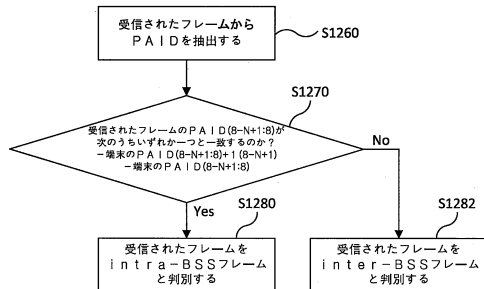 受信されたフレームから
ＰＡＩＤを抽出する
S1260
S1270
受信されたフレームのＰＡＩＤ(8-N+1:8)が
次のうちいずれか一つと一致するのか？
－端末のＰＡＩＤ(8-N+1:8)+1(8-N+1)
－端末のＰＡＩＤ(8-N+1:8)
No
Yes
S1280
S1282
受信されたフレームを
ｉｎｔｒａ－ＢＳＳフレーム
と判別する
受信されたフレームを
ｉｎｔｅｒ－ＢＳＳフレーム
と判別する